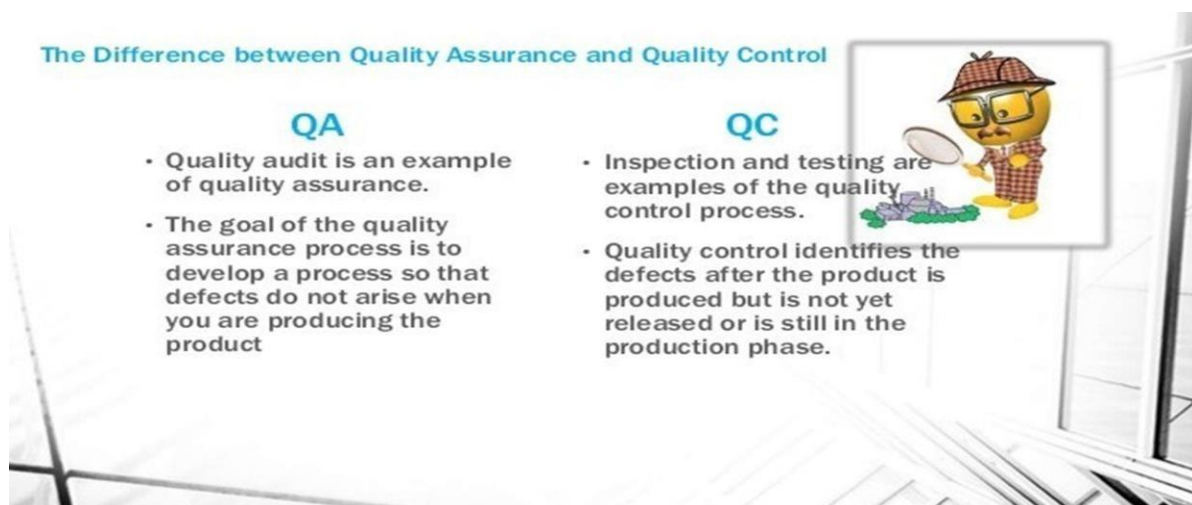 The Difference between Quality Assurance and Quality Control
QA
• Quality audit is an example
of quality assurance.
• The goal of the quality
assurance process is to
develop a process so that
defects do not arise when
you are producing the
product
QC
• Inspection and testing are
examples of the quality
control process.
• Quality control identifies the
defects after the product is
produced but is not yet
released or is still in the
production phase.